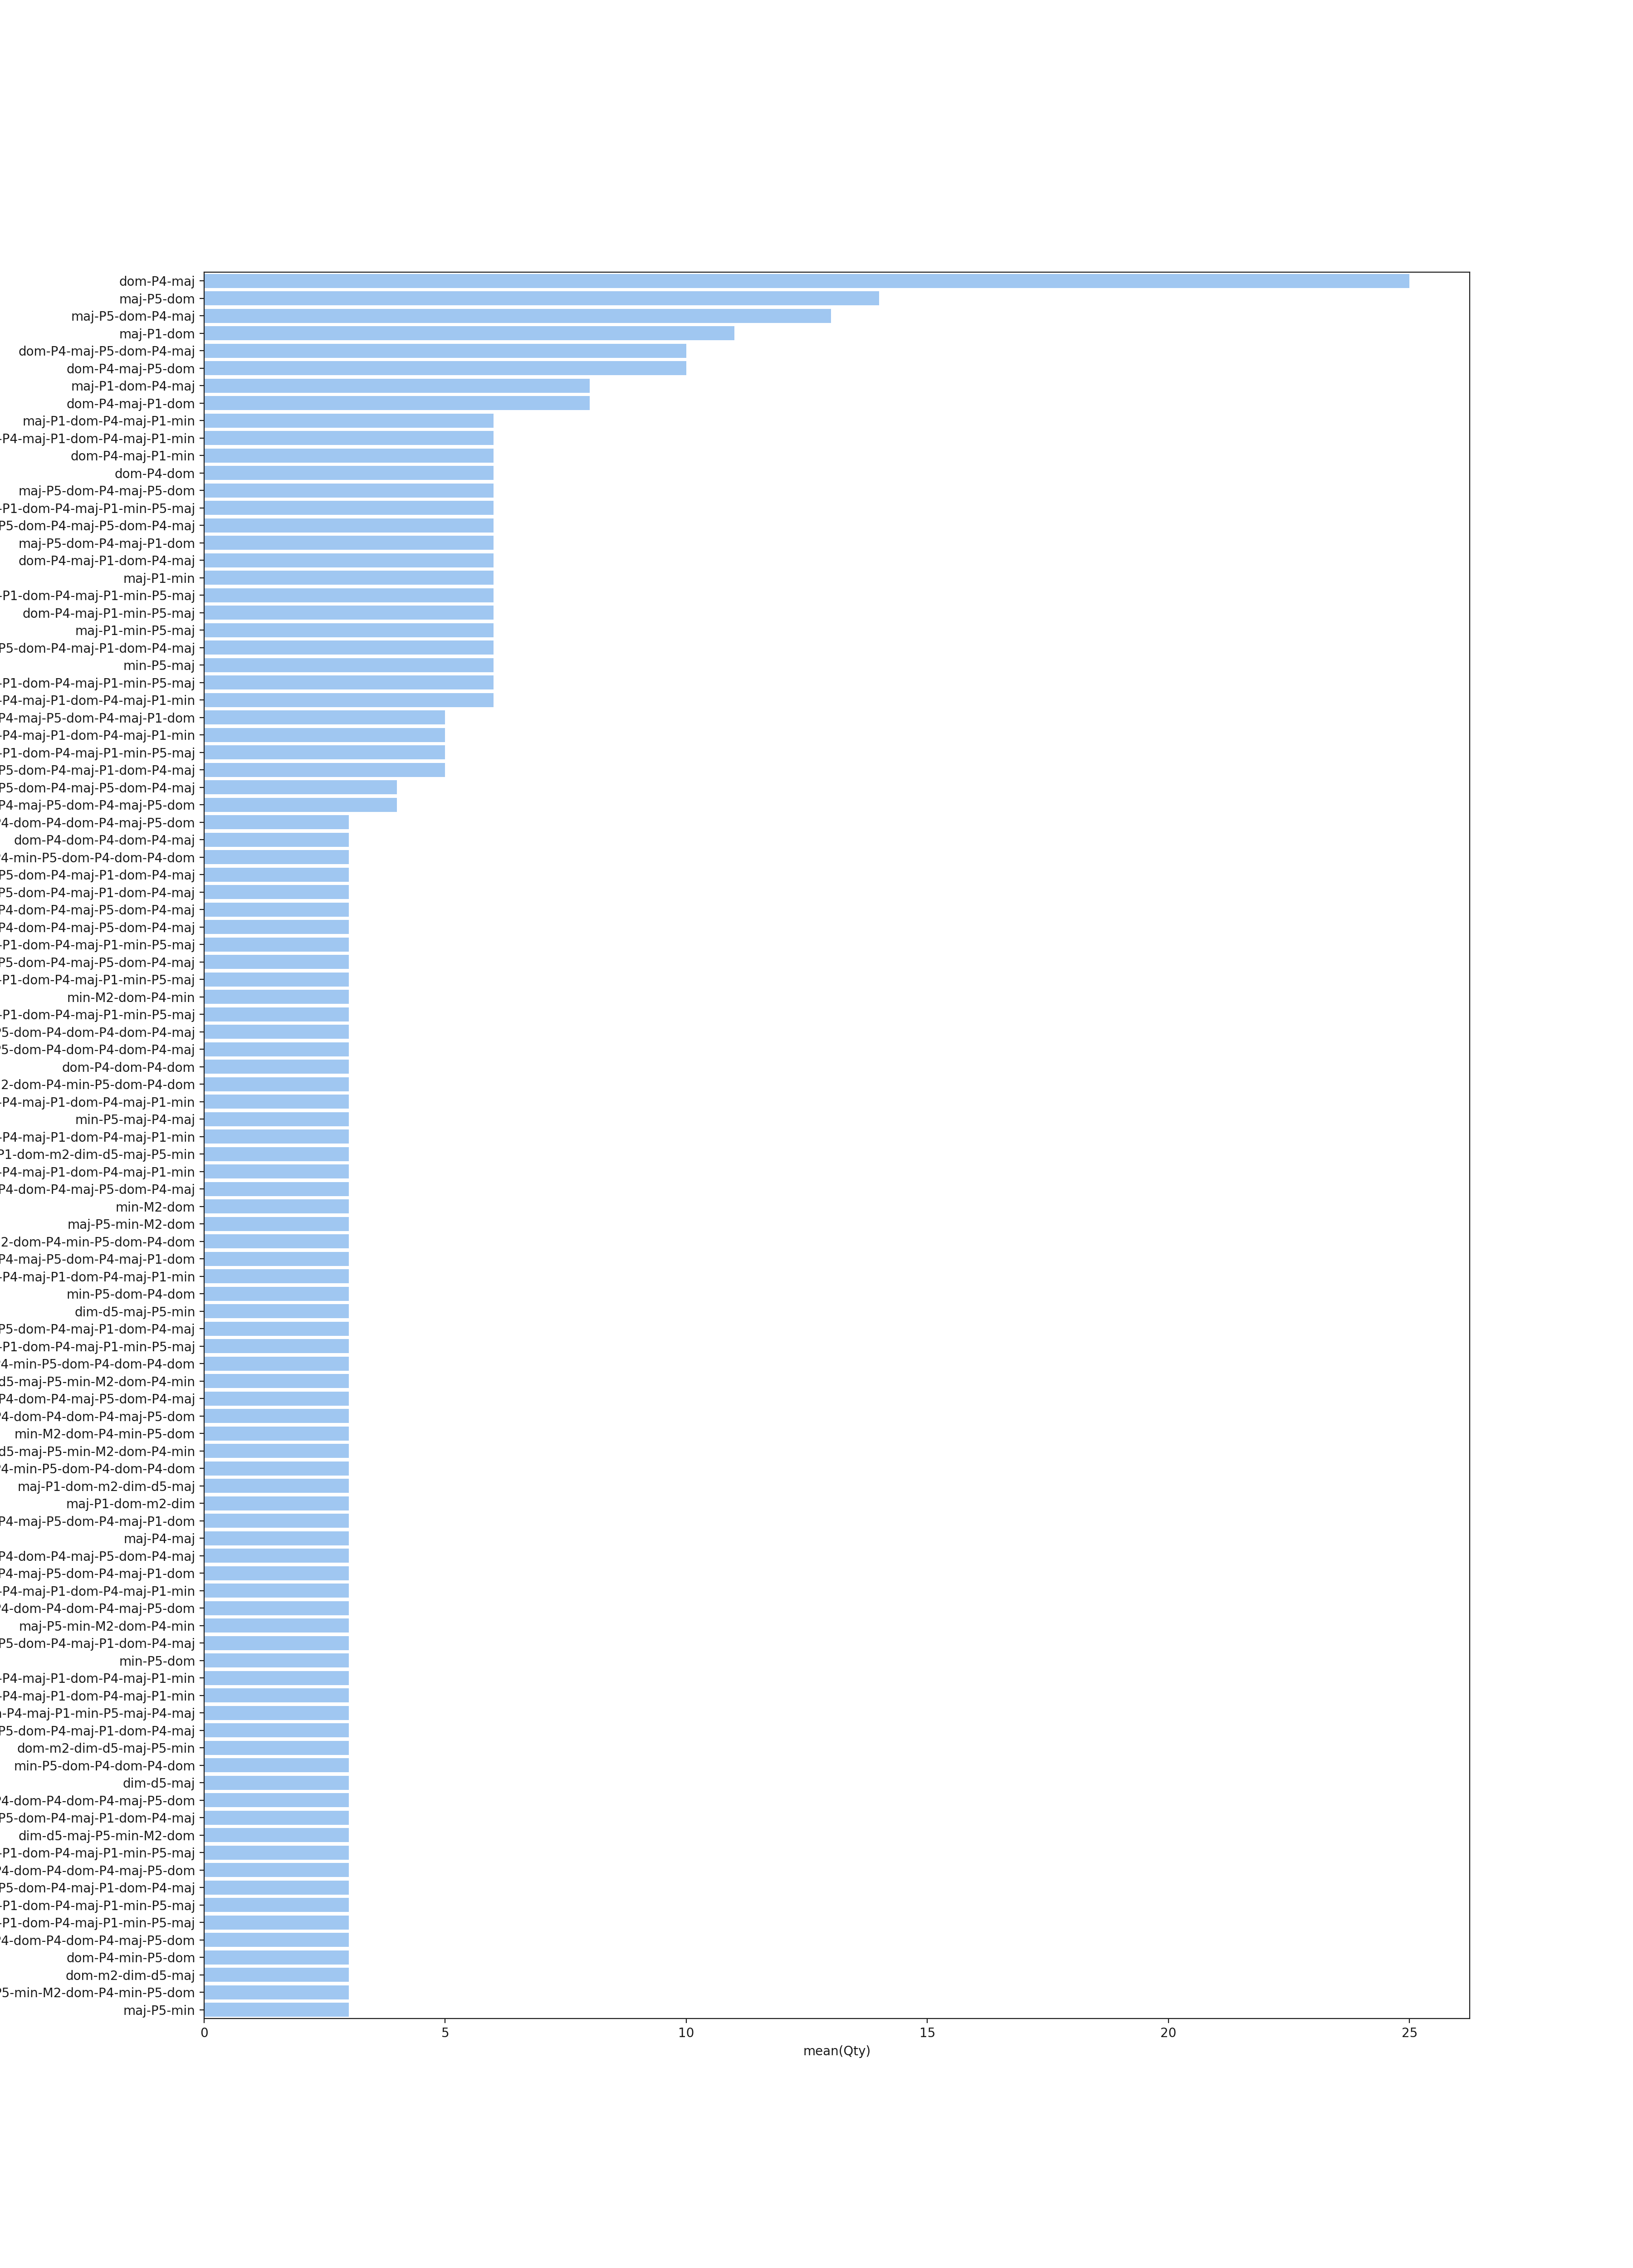 dom-P4-maj
maj-P5-dom
maj-P5-dom-P4-maj
maj-P1-dom
dom-P4-maj-P5-dom-P4-maj
dom-P4-maj-P5-dom
maj-P1-dom-P4-maj
dom-P4-maj-P1-dom
maj-P1-dom-P4-maj-P1-min
-P4-maj-P1-dom-P4-maj-P1-min
dom-P4-maj-P1-min
dom-P4-dom
maj-P5-dom-P4-maj-P5-dom
-P1-dom-P4-maj-P1-min-P5-maj
P5-dom-P4-maj-P5-dom-P4-maj
maj-P5-dom-P4-maj-P1-dom
dom-P4-maj-P1-dom-P4-maj
maj-P1-min
-P1-dom-P4-maj-P1-min-P5-maj
dom-P4-maj-P1-min-P5-maj
maj-P1-min-P5-maj
P5-dom-P4-maj-P1-dom-P4-maj
min-P5-maj
-P1-dom-P4-maj-P1-min-P5-maj
-P4-maj-P1-dom-P4-maj-P1-min
P4-maj-P5-dom-P4-maj-P1-dom
-P4-maj-P1-dom-P4-maj-P1-min
-P1-dom-P4-maj-P1-min-P5-maj
P5-dom-P4-maj-P1-dom-P4-maj
P5-dom-P4-maj-P5-dom-P4-maj
P4-maj-P5-dom-P4-maj-P5-dom
P4-dom-P4-dom-P4-maj-P5-dom
dom-P4-dom-P4-dom-P4-maj
P4-min-P5-dom-P4-dom-P4-dom
P5-dom-P4-maj-P1-dom-P4-maj
P5-dom-P4-maj-P1-dom-P4-maj
P4-dom-P4-maj-P5-dom-P4-maj
P4-dom-P4-maj-P5-dom-P4-maj
-P1-dom-P4-maj-P1-min-P5-maj
P5-dom-P4-maj-P5-dom-P4-maj
-P1-dom-P4-maj-P1-min-P5-maj
min-M2-dom-P4-min
-P1-dom-P4-maj-P1-min-P5-maj
P5-dom-P4-dom-P4-dom-P4-maj
P5-dom-P4-dom-P4-dom-P4-maj
dom-P4-dom-P4-dom
2-dom-P4-min-P5-dom-P4-dom
-P4-maj-P1-dom-P4-maj-P1-min
min-P5-maj-P4-maj
-P4-maj-P1-dom-P4-maj-P1-min
P1-dom-m2-dim-d5-maj-P5-min
-P4-maj-P1-dom-P4-maj-P1-min
P4-dom-P4-maj-P5-dom-P4-maj
min-M2-dom
maj-P5-min-M2-dom
2-dom-P4-min-P5-dom-P4-dom
P4-maj-P5-dom-P4-maj-P1-dom
-P4-maj-P1-dom-P4-maj-P1-min
min-P5-dom-P4-dom
dim-d5-maj-P5-min
P5-dom-P4-maj-P1-dom-P4-maj
-P1-dom-P4-maj-P1-min-P5-maj
P4-min-P5-dom-P4-dom-P4-dom
d5-maj-P5-min-M2-dom-P4-min
P4-dom-P4-maj-P5-dom-P4-maj
P4-dom-P4-dom-P4-maj-P5-dom
min-M2-dom-P4-min-P5-dom
d5-maj-P5-min-M2-dom-P4-min
P4-min-P5-dom-P4-dom-P4-dom
maj-P1-dom-m2-dim-d5-maj
maj-P1-dom-m2-dim
P4-maj-P5-dom-P4-maj-P1-dom
maj-P4-maj
P4-dom-P4-maj-P5-dom-P4-maj
P4-maj-P5-dom-P4-maj-P1-dom
-P4-maj-P1-dom-P4-maj-P1-min
P4-dom-P4-dom-P4-maj-P5-dom
maj-P5-min-M2-dom-P4-min
P5-dom-P4-maj-P1-dom-P4-maj
min-P5-dom
-P4-maj-P1-dom-P4-maj-P1-min
-P4-maj-P1-dom-P4-maj-P1-min
-P4-maj-P1-min-P5-maj-P4-maj
P5-dom-P4-maj-P1-dom-P4-maj
dom-m2-dim-d5-maj-P5-min
min-P5-dom-P4-dom-P4-dom
dim-d5-maj
P4-dom-P4-dom-P4-maj-P5-dom
P5-dom-P4-maj-P1-dom-P4-maj
dim-d5-maj-P5-min-M2-dom
-P1-dom-P4-maj-P1-min-P5-maj
P4-dom-P4-dom-P4-maj-P5-dom
P5-dom-P4-maj-P1-dom-P4-maj
-P1-dom-P4-maj-P1-min-P5-maj
-P1-dom-P4-maj-P1-min-P5-maj
P4-dom-P4-dom-P4-maj-P5-dom
dom-P4-min-P5-dom
dom-m2-dim-d5-maj
P5-min-M2-dom-P4-min-P5-dom
maj-P5-min
0 5 10 15 20 25
mean(Qty)